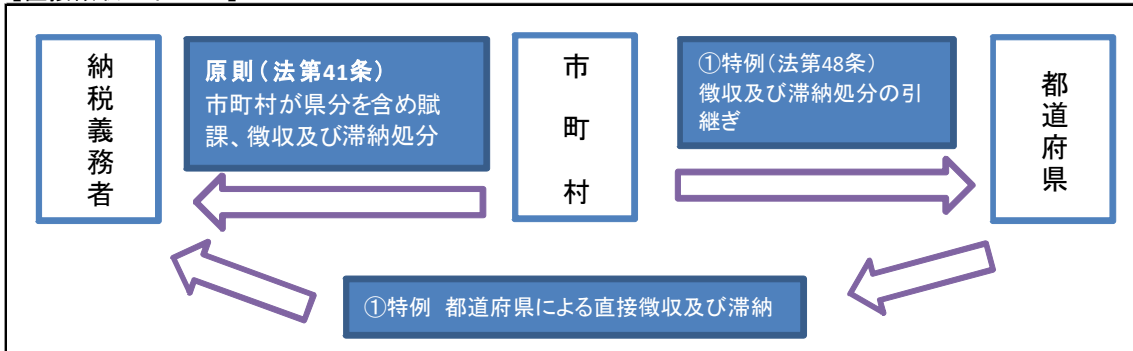 納税義務者
原則（法第41条）
市町村が県分を含め賦
課、徴収及び滞納処分
市町村
①特例（法第48条）
徴収及び滞納処分の引
継ぎ
都道府県
①特例 都道府県による直接徴収及び滞納